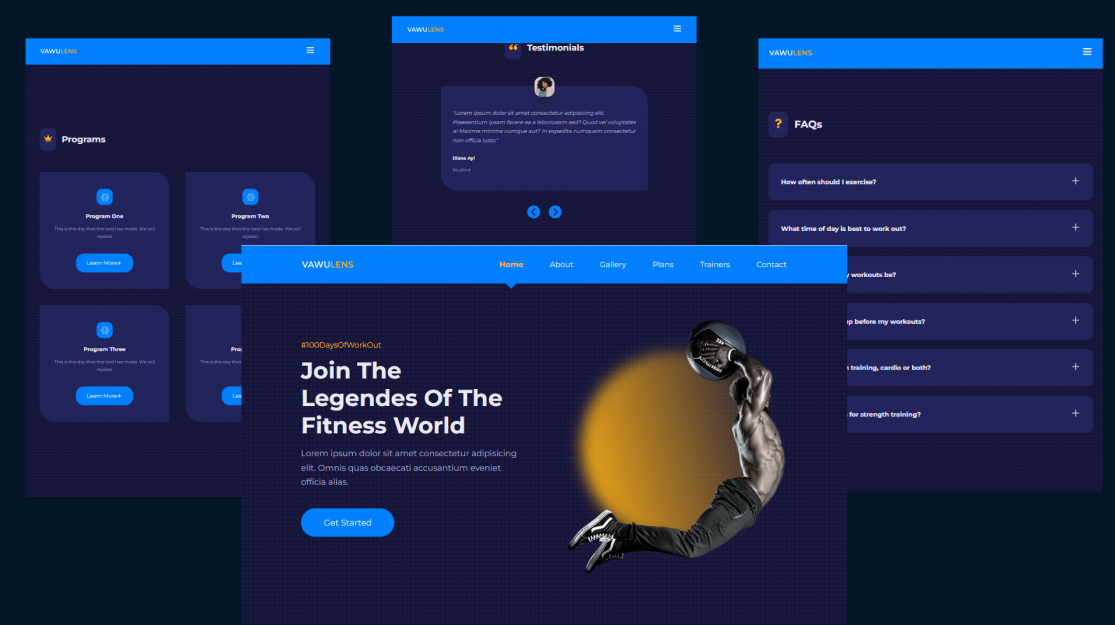 VAWULENS
Programs
Program One
This is the day that the lord has made. We will
rejoice!
Learn More
Program Two
This is the day that the lord has made. We will
rejoice!
Program Three
This is the day that the lord has made. We will
rejoice!
Learn More
VAWULENS
Testimonials
"Lorem ipsum dolor sit amet consectetur adipisicing elit.
Praesentium ipsam facere ea a laboriosam sed? Quod vel voluptates
a! Maxime minima cumque aut? In expedita numquam consectetur
non officia iusto."
Diana Ayi
Student
VAWULENS
FAQs
How often should I exercise?
What time of day is best to work out?
workouts be?
before my workouts?
training, cardio or both?
for strength training?
VAWULENS
Home About Gallery Plans Trainers Contact
#100DaysOfWorkOut
Join The
Legendes Of The
Fitness World
Lorem ipsum dolor sit amet consectetur adipisicing
elit. Omnis quas obcaecati accusantium eveniet
officia alias.
Get Started